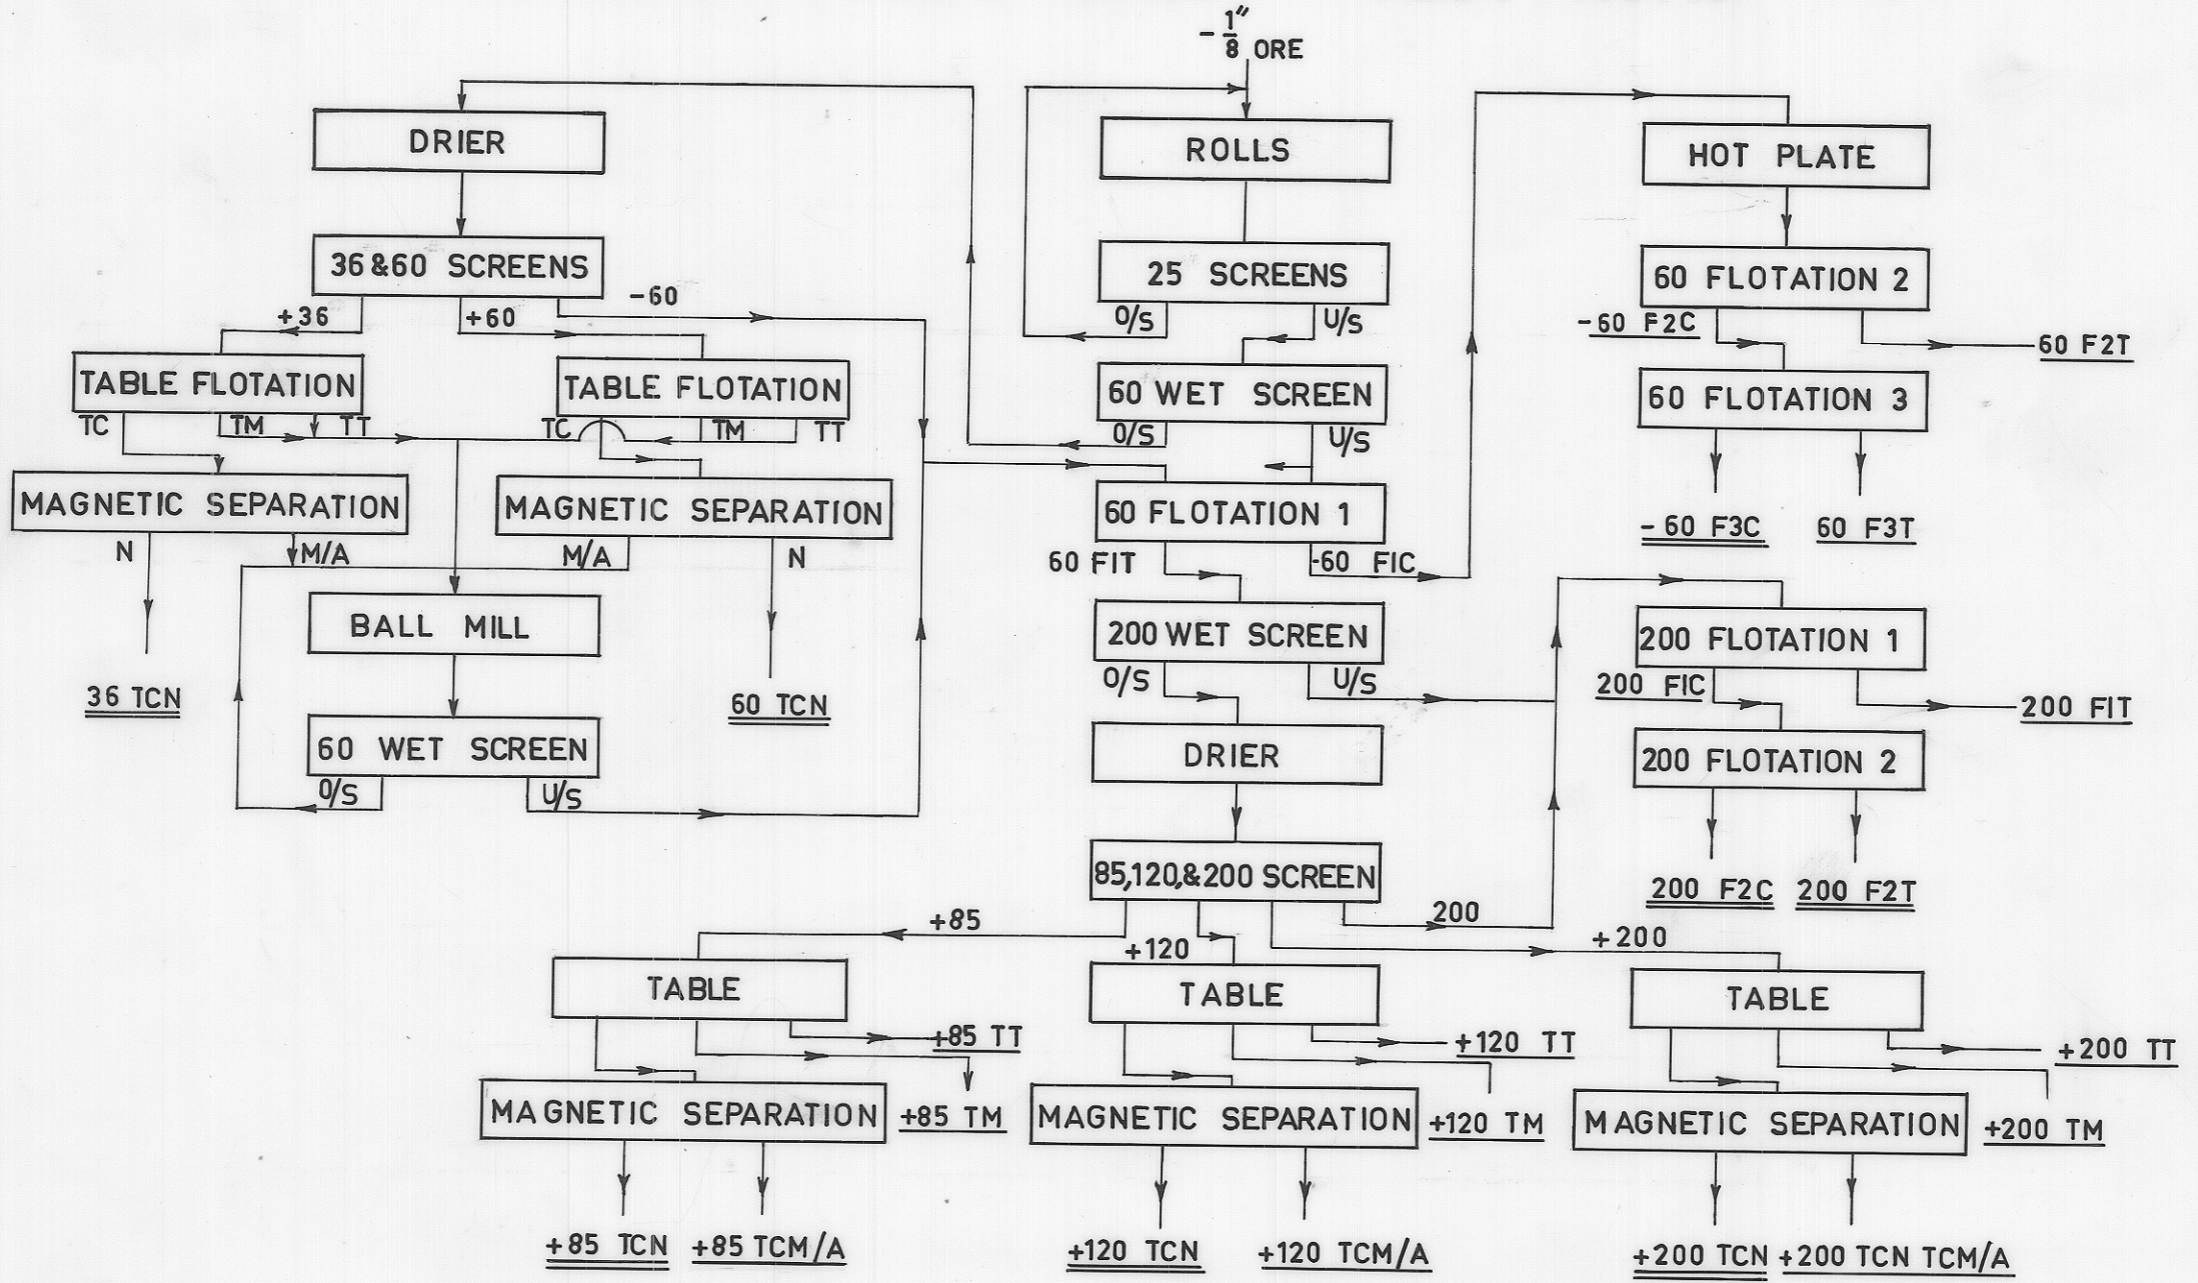 - 1/8" ORE
DRIER
ROLLS
HOT PLATE
36 & 60 SCREENS
25 SCREENS
60 FLOTATION 2
+36
+60
-60
O/S
U/S
-60 F2C
60 F2T
TABLE FLOTATION
TABLE FLOTATION
60 WET SCREEN
60 FLOTATION 3
TC
TM
TT
TC
TM
TT
O/S
U/S
MAGNETIC SEPARATION
MAGNETIC SEPARATION
60 FLOTATION 1
- 60 F3C
60 F3T
N
M/A
M/A
N
60 FIT
-60 FIC
BALL MILL
200 WET SCREEN
200 FLOTATION 1
36 TCN
60 TCN
O/S
U/S
200 FIC
200 FIT
60 WET SCREEN
DRIER
200 FLOTATION 2
O/S
U/S
85,120,&200 SCREEN
200 F2C
200 F2T
+85
+120
200
+200
TABLE
TABLE
TABLE
+85 TT
+120 TT
+200 TT
MAGNETIC SEPARATION
+85 TM
MAGNETIC SEPARATION
+120 TM
MAGNETIC SEPARATION
+200 TM
+85 TCN
+85 TCM/A
+120 TCN
+120 TCM/A
+200 TCN
+200 TCN TCM/A